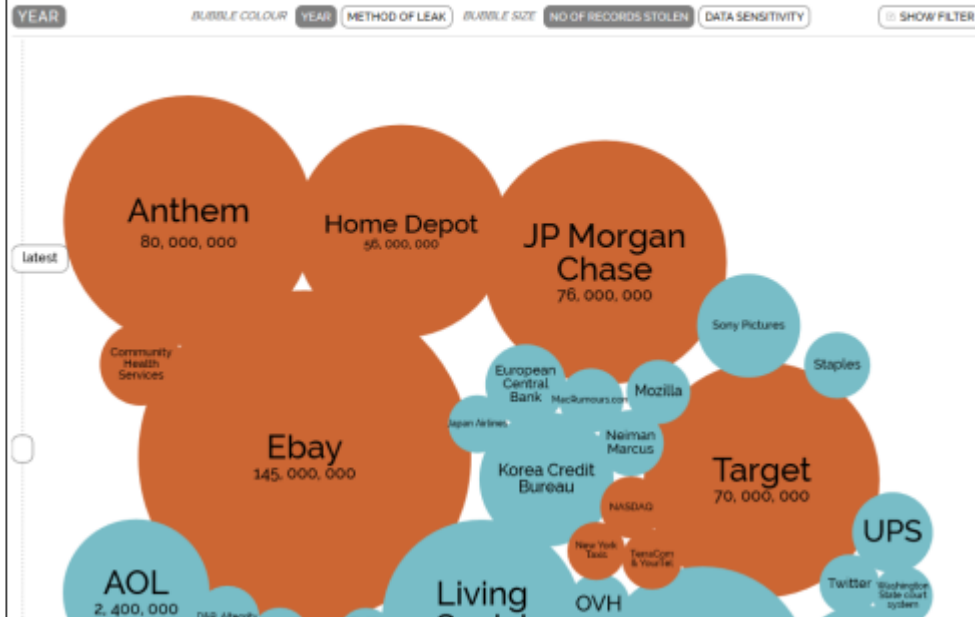 YEAR
BUBBLE COLOUR YEAR METHOD OF LEAK BUBBLE SIZE NO OF RECORDS STOLEN DATA SENSITIVITY SHOW FILTER
latest
Anthem
80, 000, 000
Home Depot
56, 000, 000
JP Morgan
Chase
76, 000, 000
Sony Pictures
Staples
Community
Health
Services
European
Central
Bank
MacRumours.com
Mozilla
Japan Airlines
Neiman
Marcus
Ebay
145, 000, 000
Korea Credit
Bureau
Target
70, 000, 000
NASDAQ
UPS
New York
Taxis
TerraCom
& YourTel
AOL
2, 400, 000
Living
OVH
Twitter
Washington
State court
system